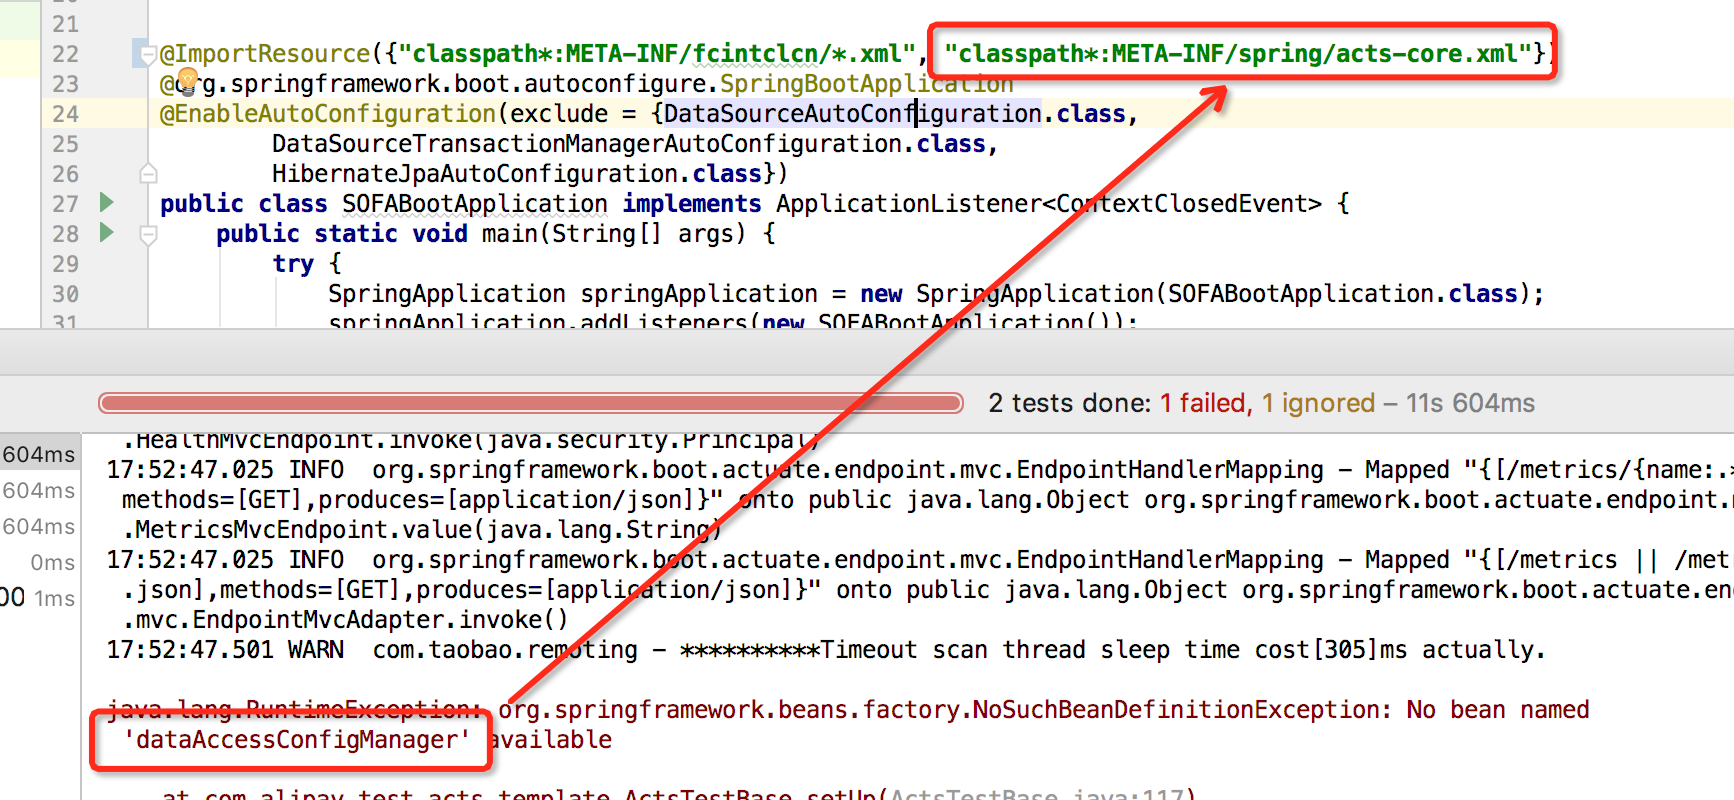 21
22 @ImportResource({"classpath*:META-INF/fcintclcn/*.xml", "classpath*:META-INF/spring/acts-core.xml"})
23 @org.springframework.boot.autoconfigure.SpringBootApplication
24 @EnableAutoConfiguration(exclude = {DataSourceAutoConfiguration.class,
25 DataSourceTransactionManagerAutoConfiguration.class,
26 HibernateJpaAutoConfiguration.class})
27 public class SOFABootApplication implements ApplicationListener<ContextClosedEvent> {
28 public static void main(String[] args) {
29 try {
30 SpringApplication springApplication = new SpringApplication(SOFABootApplication.class);
31 springApplication.addListeners(new SOFABootApplication());
2 tests done: 1 failed, 1 ignored – 11s 604ms
604ms .HealthMvcEndpoint.invoke(java.security.Principal)
17:52:47.025 INFO org.springframework.boot.actuate.endpoint.mvc.EndpointHandlerMapping - Mapped "{[/metrics/{name:.*
604ms methods=[GET],produces=[application/json]}" onto public java.lang.Object org.springframework.boot.actuate.endpoint.
604ms .MetricsMvcEndpoint.value(java.lang.String)
0ms 17:52:47.025 INFO org.springframework.boot.actuate.endpoint.mvc.EndpointHandlerMapping - Mapped "{[/metrics || /met
00 1ms .json],methods=[GET],produces=[application/json]}" onto public java.lang.Object org.springframework.boot.actuate.
.mvc.EndpointMvcAdapter.invoke()
17:52:47.501 WARN com.taobao.remoting - **********Timeout scan thread sleep time cost[305]ms actually.
java.lang.RuntimeException: org.springframework.beans.factory.NoSuchBeanDefinitionException: No bean named
'dataAccessConfigManager' available
at com.alipay.test.acts.template.ActsTestBase.setUp(ActsTestBase.java:117)